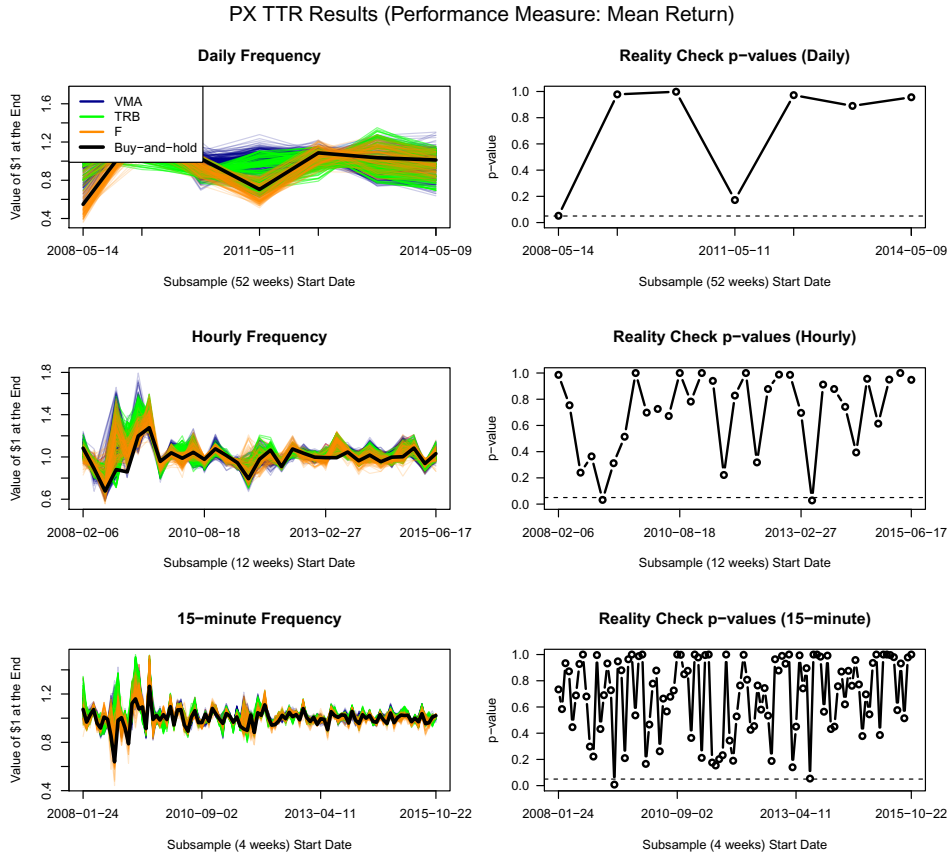 PX TTR Results (Performance Measure: Mean Return)
Daily Frequency
Value of $1 at the End
1.6
1.2
0.8
0.4
VMA
TRB
F
Buy−and−hold
2008−05−14
2011−05−11
2014−05−09
Subsample (52 weeks) Start Date
Reality Check p−values (Daily)
p−value
1.0
0.8
0.6
0.4
0.2
0.0
2008−05−14
2011−05−11
2014−05−09
Subsample (52 weeks) Start Date
Hourly Frequency
Value of $1 at the End
1.8
1.4
1.0
0.6
2008−02−06
2010−08−18
2013−02−27
2015−06−17
Subsample (12 weeks) Start Date
Reality Check p−values (Hourly)
p−value
1.0
0.8
0.6
0.4
0.2
0.0
2008−02−06
2010−08−18
2013−02−27
2015−06−17
Subsample (12 weeks) Start Date
15−minute Frequency
Value of $1 at the End
1.2
0.8
0.4
2008−01−24
2010−09−02
2013−04−11
2015−10−22
Subsample (4 weeks) Start Date
Reality Check p−values (15−minute)
p−value
1.0
0.8
0.6
0.4
0.2
0.0
2008−01−24
2010−09−02
2013−04−11
2015−10−22
Subsample (4 weeks) Start Date